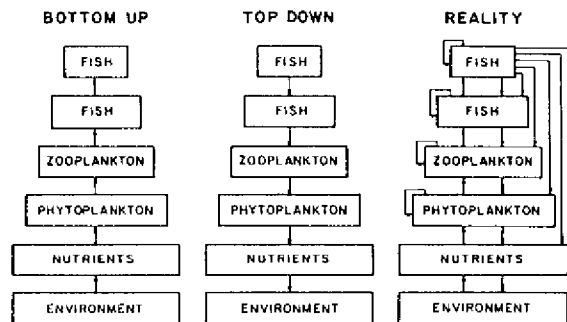 BOTTOM UP
FISH
FISH
ZOOPLANKTON
PHYTOPLANKTON
NUTRIENTS
ENVIRONMENT
TOP DOWN
FISH
FISH
ZOOPLANKTON
PHYTOPLANKTON
NUTRIENTS
ENVIRONMENT
REALITY
FISH
FISH
ZOOPLANKTON
PHYTOPLANKTON
NUTRIENTS
ENVIRONMENT